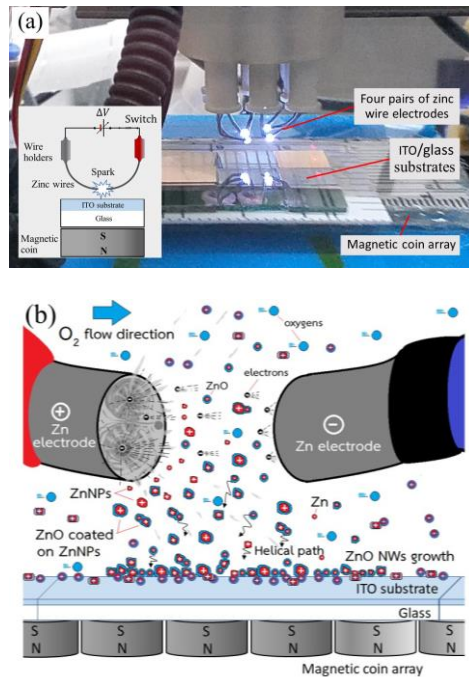 (a)
ΔV
Switch
Wire
holders
Spark
Zinc wires
ITO substrate
Glass
Magnetic
coin
S
N
Four pairs of zinc
wire electrodes
ITO/glass
substrates
Magnetic coin array
(b)
O2 flow direction
oxygens
ZnO
electrons
+
Zn
electrode
−
Zn electrode
ZnNPs
Zn
ZnO coated
on ZnNPs
Helical path
ZnO NWs growth
ITO substrate
Glass
S S S S S S
N N N N N N
Magnetic coin array